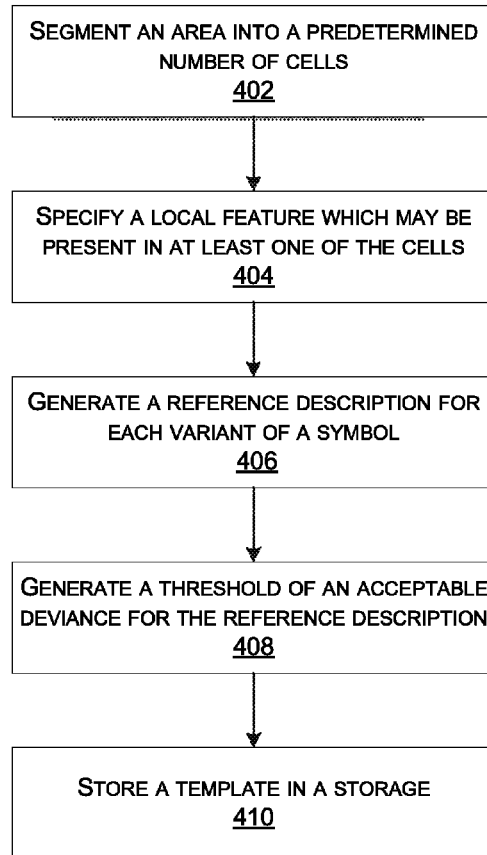 SEGMENT AN AREA INTO A PREDETERMINED
NUMBER OF CELLS
402
SPECIFY A LOCAL FEATURE WHICH MAY BE
PRESENT IN AT LEAST ONE OF THE CELLS
404
GENERATE A REFERENCE DESCRIPTION FOR
EACH VARIANT OF A SYMBOL
406
GENERATE A THRESHOLD OF AN ACCEPTABLE
DEVIANCE FOR THE REFERENCE DESCRIPTION
408
STORE A TEMPLATE IN A STORAGE
410